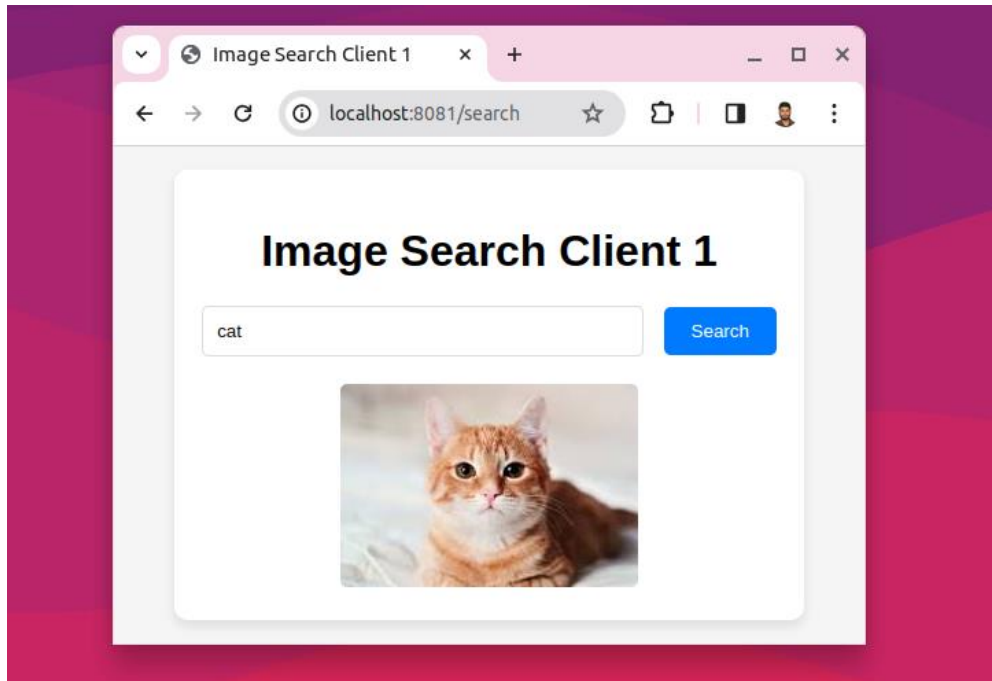 Image Search Client 1
localhost:8081/search
Image Search Client 1
cat
Search